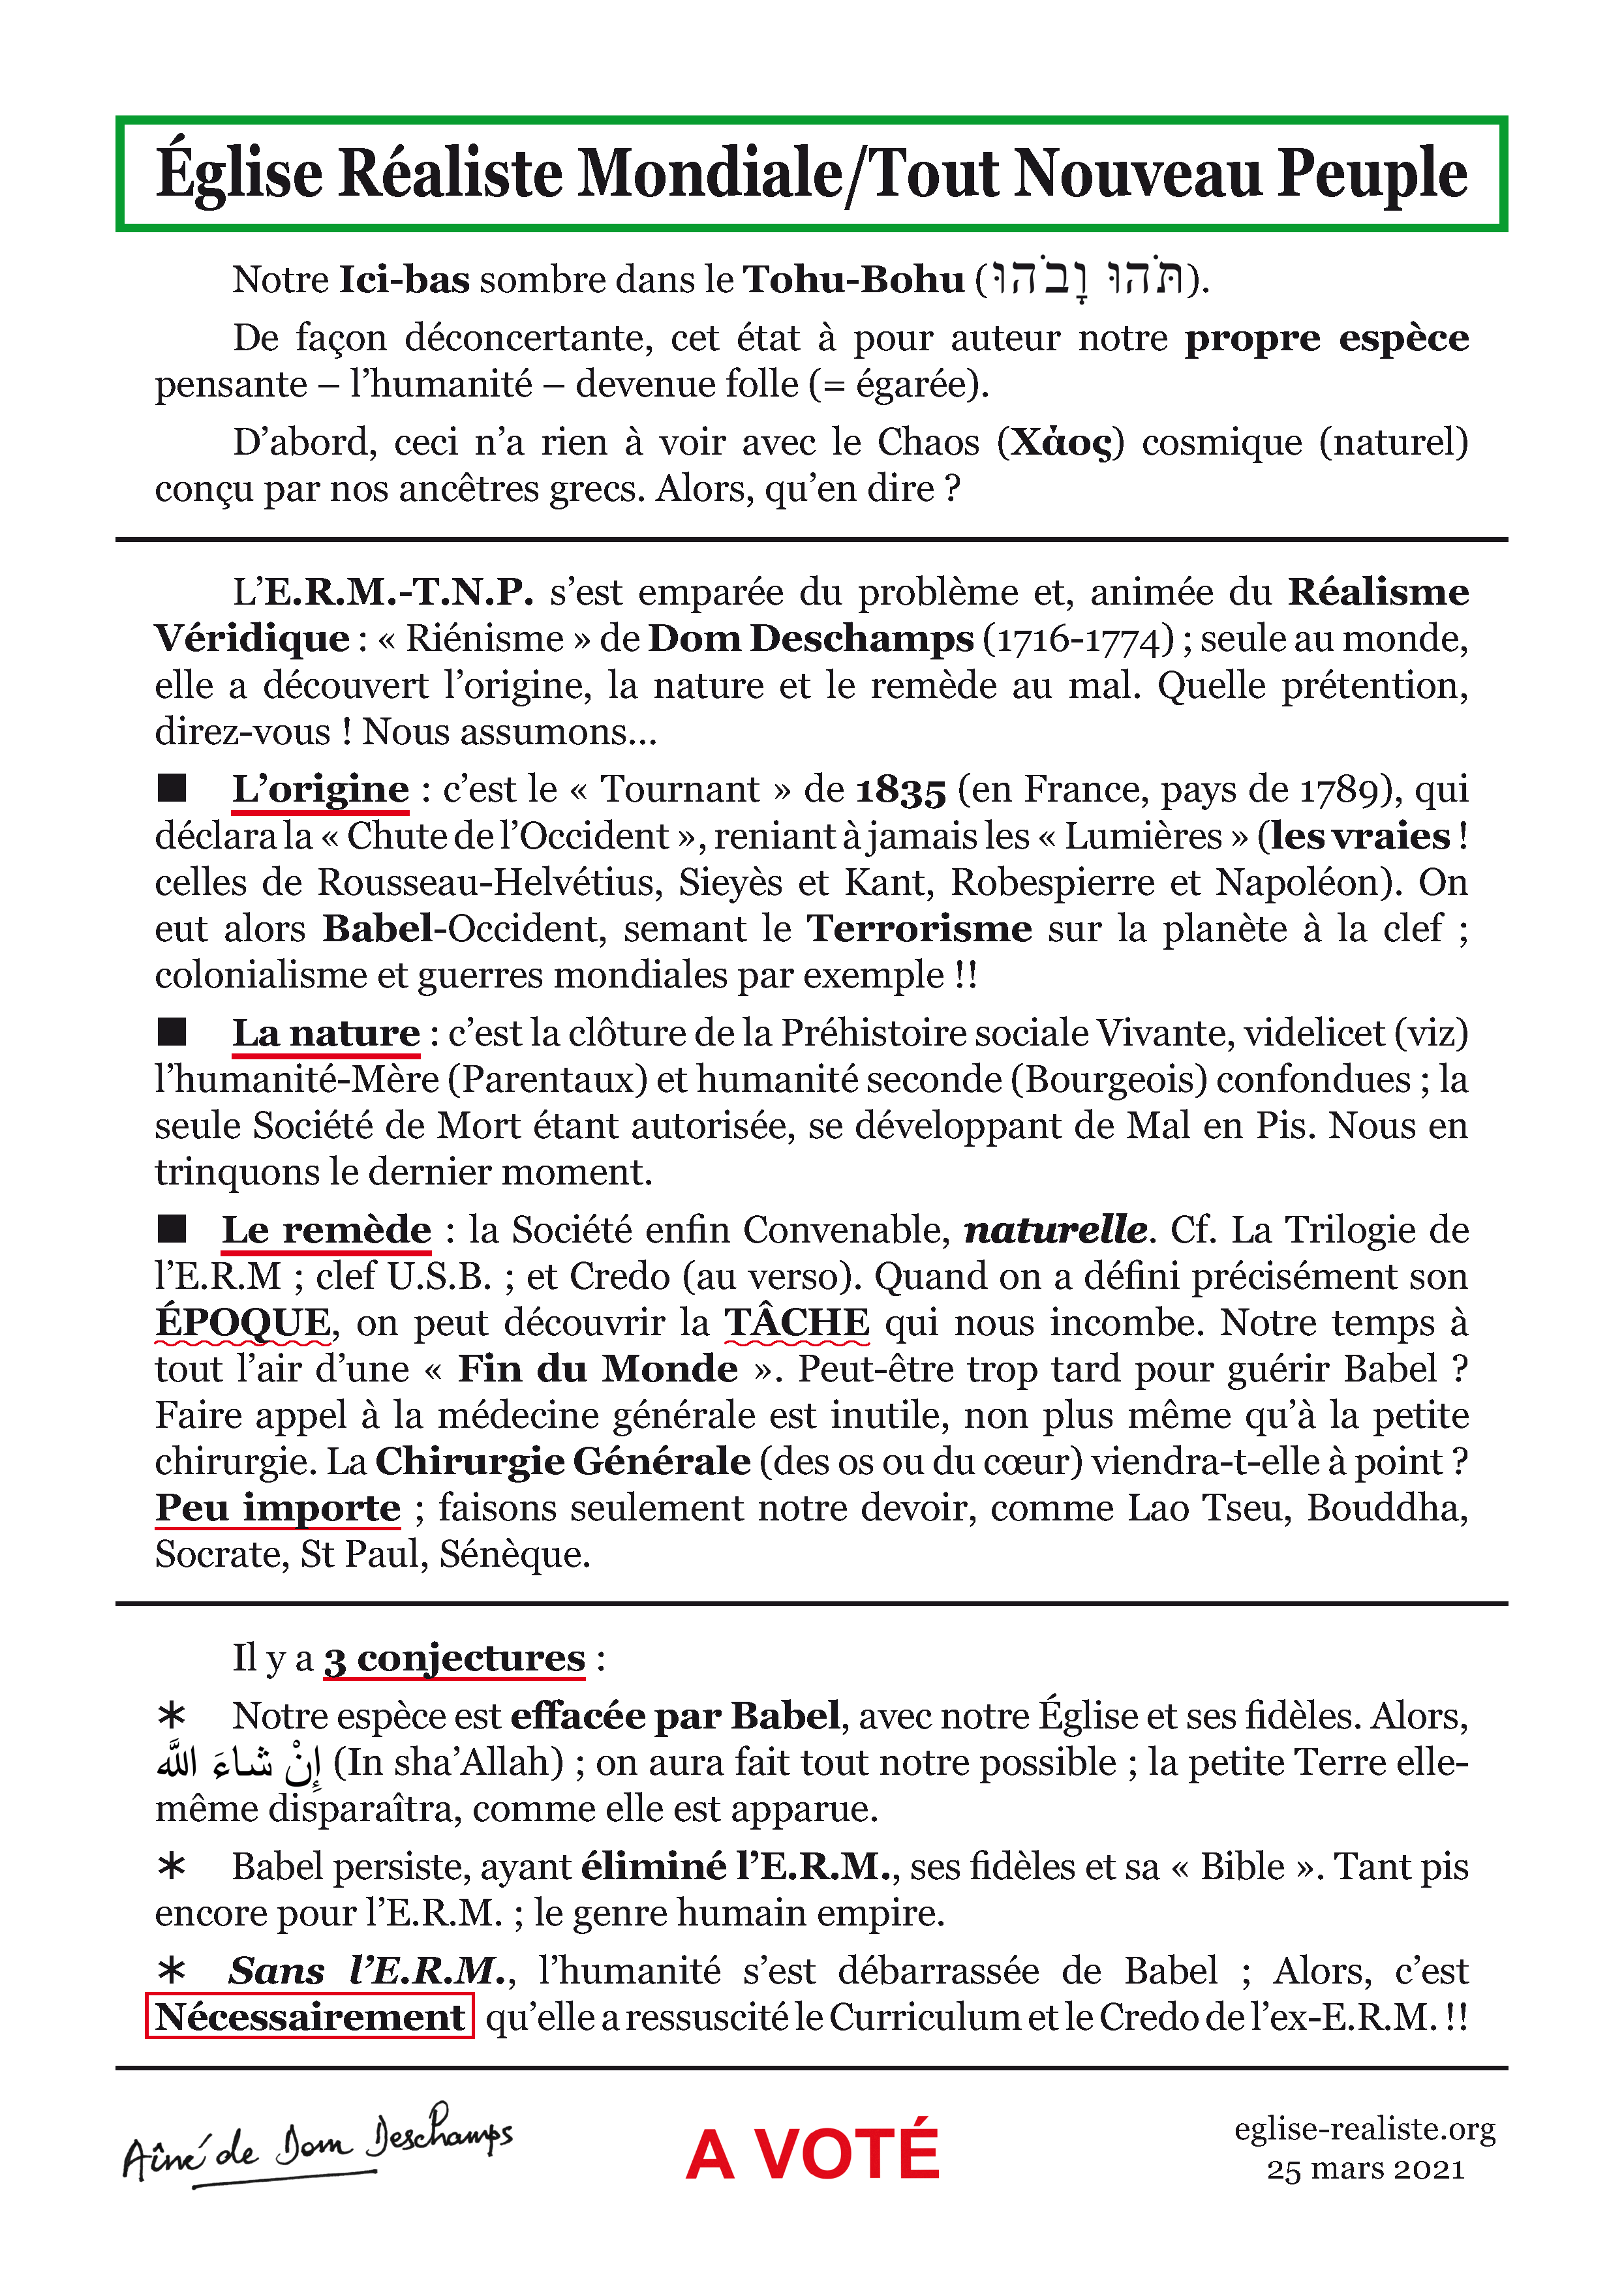 Église Réaliste Mondiale/Tout Nouveau Peuple
Notre Ici-bas sombre dans le Tohu-Bohu (תֹּהוּ וָבֹהוּ).
De façon déconcertante, cet état à pour auteur notre propre espèce
pensante – l’humanité – devenue folle (= égarée).
D’abord, ceci n’a rien à voir avec le Chaos (Χάος) cosmique (naturel)
conçu par nos ancêtres grecs. Alors, qu’en dire ?
L’E.R.M.-T.N.P. s’est emparée du problème et, animée du Réalisme
Véridique : « Riénisme » de Dom Deschamps (1716-1774) ; seule au monde,
elle a découvert l’origine, la nature et le remède au mal. Quelle prétention,
direz-vous ! Nous assumons...
■ L’origine : c’est le « Tournant » de 1835 (en France, pays de 1789), qui
déclara la « Chute de l’Occident », reniant à jamais les « Lumières » (les vraies !
celles de Rousseau-Helvétius, Sieyès et Kant, Robespierre et Napoléon). On
eut alors Babel-Occident, semant le Terrorisme sur la planète à la clef ;
colonialisme et guerres mondiales par exemple !!
■ La nature : c’est la clôture de la Préhistoire sociale Vivante, videlicet (viz)
l’humanité-Mère (Parentaux) et humanité seconde (Bourgeois) confondues ; la
seule Société de Mort étant autorisée, se développant de Mal en Pis. Nous en
trinquons le dernier moment.
■ Le remède : la Société enfin Convenable, naturelle. Cf. La Trilogie de
l’E.R.M ; clef U.S.B. ; et Credo (au verso). Quand on a défini précisément son
ÉPOQUE, on peut découvrir la TÂCHE qui nous incombe. Notre temps à
tout l’air d’une « Fin du Monde ». Peut-être trop tard pour guérir Babel ?
Faire appel à la médecine générale est inutile, non plus même qu’à la petite
chirurgie. La Chirurgie Générale (des os ou du cœur) viendra-t-elle à point ?
Peu importe ; faisons seulement notre devoir, comme Lao Tseu, Bouddha,
Socrate, St Paul, Sénèque.
Il y a 3 conjectures :
* Notre espèce est effacée par Babel, avec notre Église et ses fidèles. Alors,
إِنْ شاءَ اللَّه (In sha’Allah) ; on aura fait tout notre possible ; la petite Terre elle-
même disparaîtra, comme elle est apparue.
* Babel persiste, ayant éliminé l’E.R.M., ses fidèles et sa « Bible ». Tant pis
encore pour l’E.R.M. ; le genre humain empire.
* Sans l’E.R.M., l’humanité s’est débarrassée de Babel ; Alors, c’est
Nécessairement qu’elle a ressuscité le Curriculum et le Credo de l’ex-E.R.M. !!
Aîné de Dom Deschamps
A VOTÉ
eglise-realiste.org
25 mars 2021